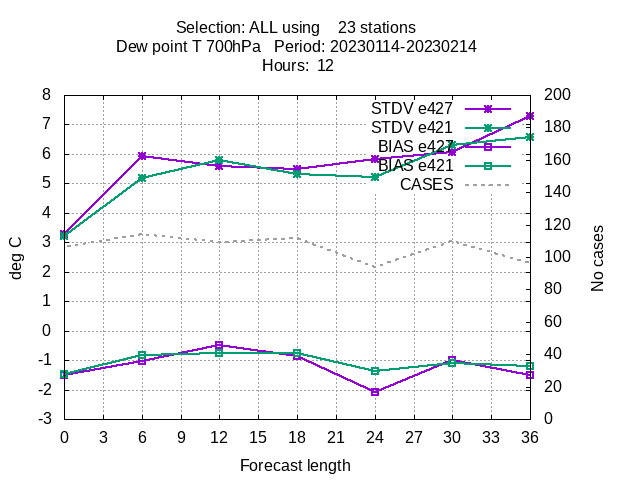 Selection: ALL using    23 stations
Dew point T 700hPa   Period: 20230114-20230214
Hours:  12
STDV e427
STDV e421
BIAS e427
BIAS e421
CASES
8
7
6
5
4
3
2
1
0
-1
-2
-3
deg C
200
180
160
140
120
100
80
60
40
20
0
No cases
0 3 6 9 12 15 18 21 24 27 30 33 36
Forecast length